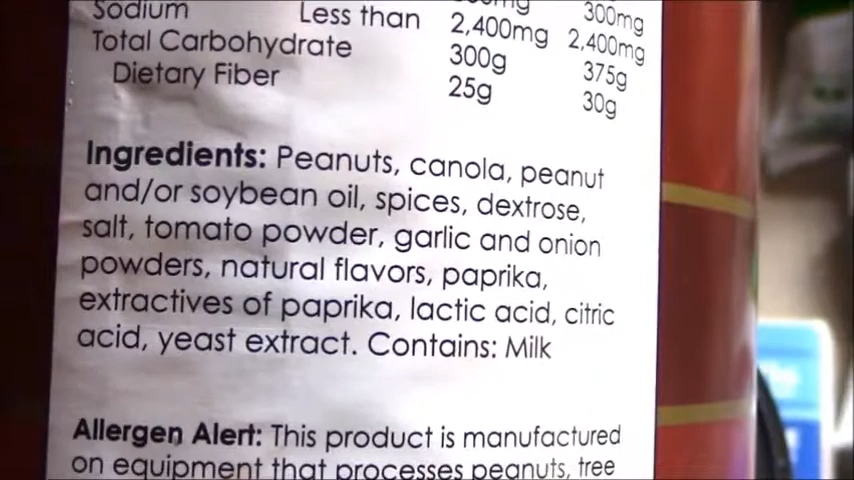 300mg
Sodium Less than 2,400mg 2,400mg
Total Carbohydrate 300g 375g
Dietary Fiber 25g 30g
Ingredients: Peanuts, canola, peanut
and/or soybean oil, spices, dextrose,
salt, tomato powder, garlic and onion
powders, natural flavors, paprika,
extractives of paprika, lactic acid, citric
acid, yeast extract. Contains: Milk
Allergen Alert: This product is manufactured
on equipment that processes peanuts, tree